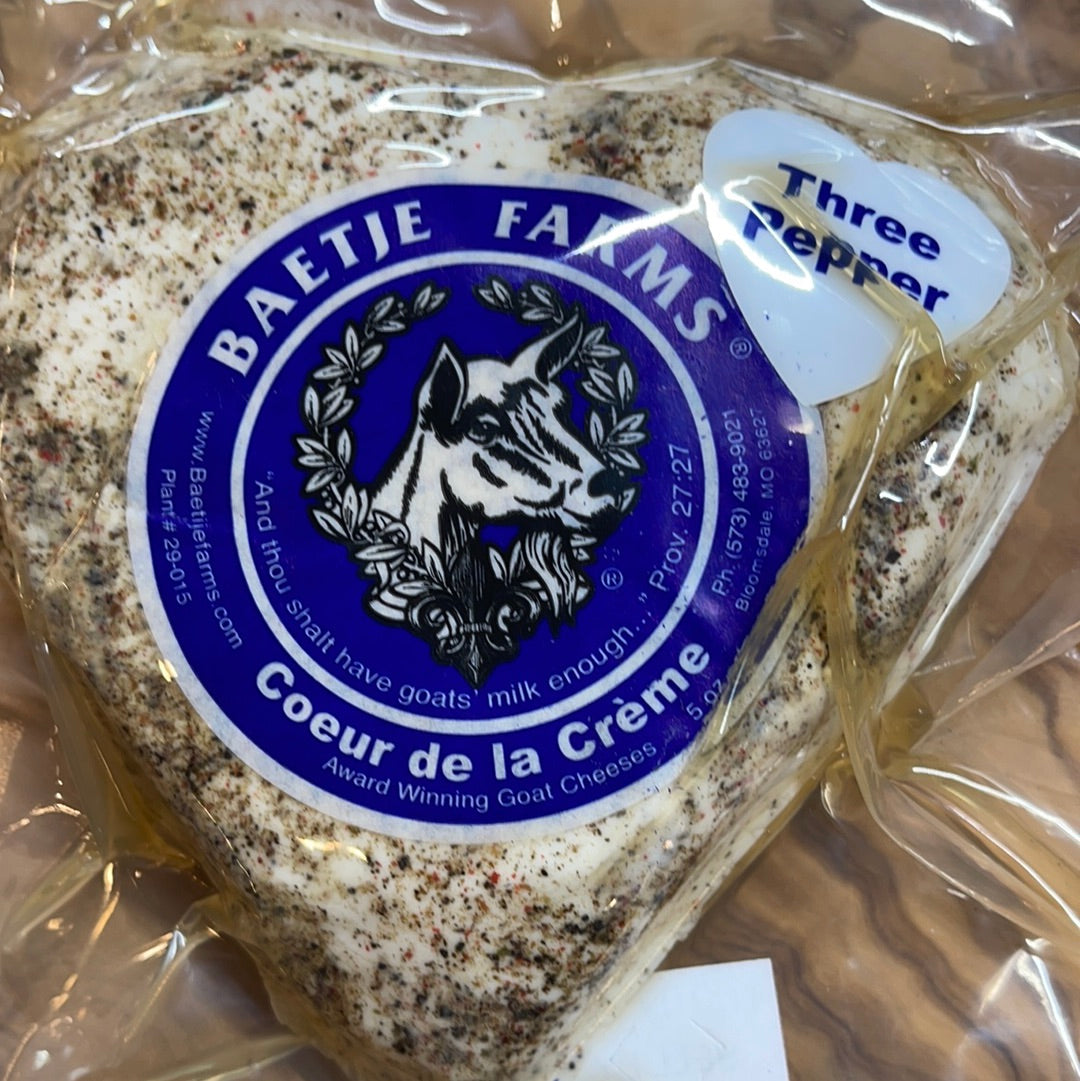 BAETJE FARMS ®
Three
Pepper
www.Baetjefarms.com
Plant # 29-015
"And thou shalt have goats' milk enough..." Prov. 27:27
®
Ph. (573) 483-9021
Bloomsdale, MO 63627
Coeur de la Crème
5 oz
Award Winning Goat Cheeses